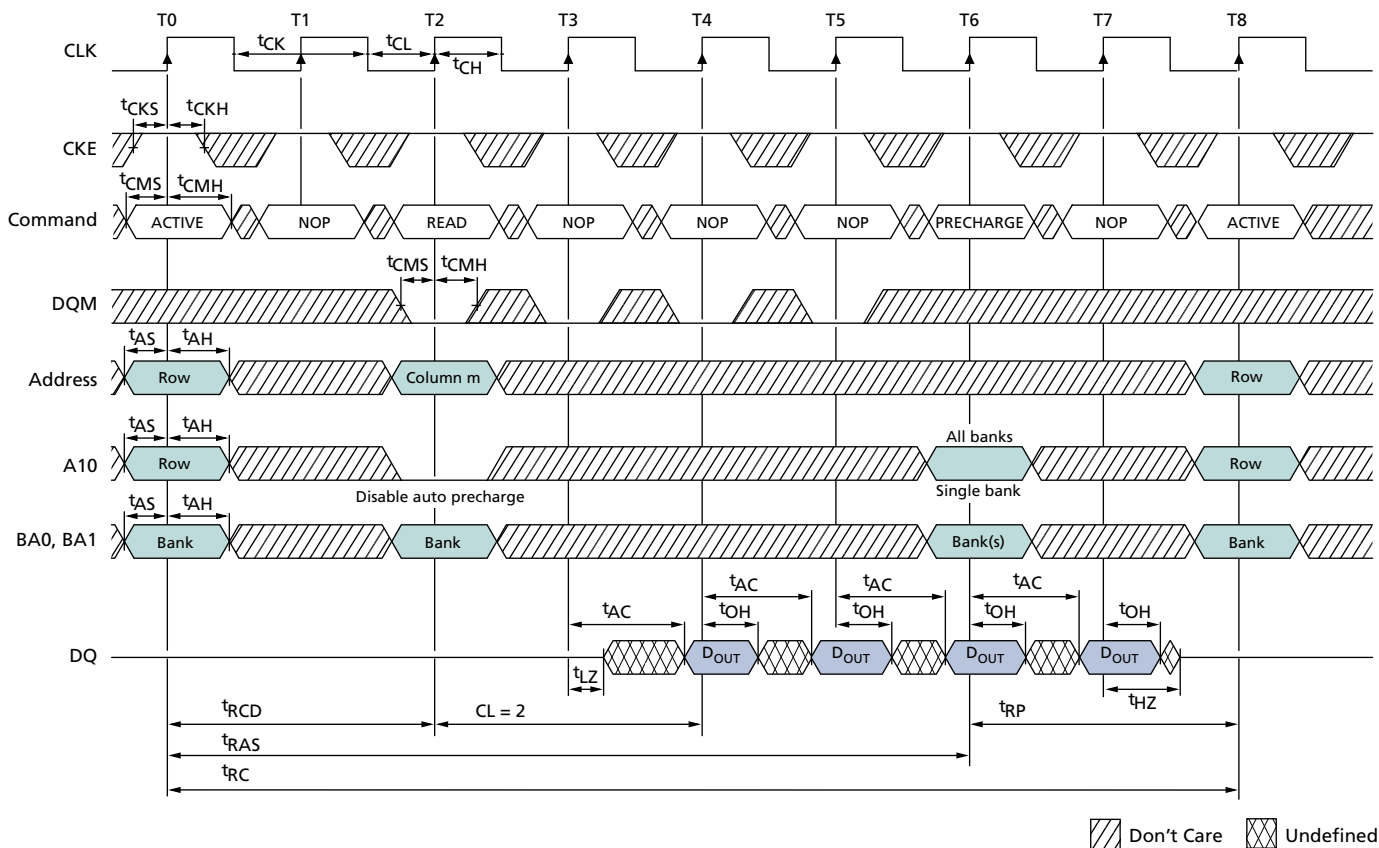 T0 T1 T2 T3 T4 T5 T6 T7 T8
CLK
tCK tCL
tCH
tCKS tCKH
CKE
tCMS tCMH
Command ACTIVE NOP READ NOP NOP NOP PRECHARGE NOP ACTIVE
tCMS tCMH
DQM
tAS tAH
Address Row Column m Row
tAS tAH All banks
A10 Row Row
Disable auto precharge Single bank
tAS tAH
BA0, BA1 Bank Bank Bank(s) Bank
tAC tAC tAC
tAC tOH tOH tOH tOH
DQ DOUT DOUT DOUT DOUT
tLZ tHZ
tRCD CL = 2 tRP
tRAS
tRC
Don't Care Undefined